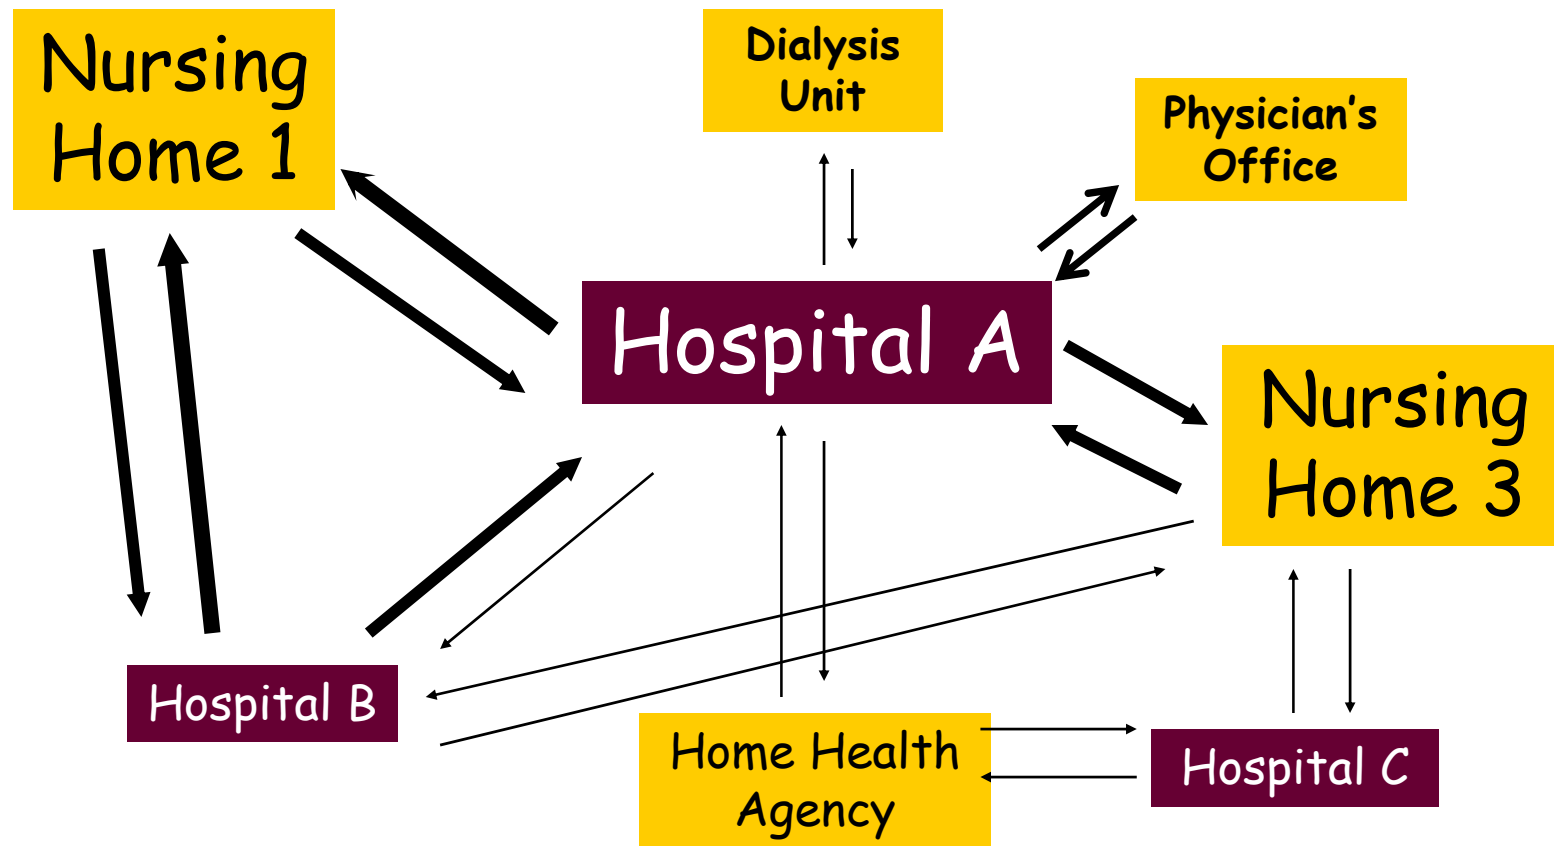 Nursing
Home 1
Dialysis
Unit
Physician’s
Office
Hospital A
Nursing
Home 3
Hospital B
Home Health
Agency
Hospital C